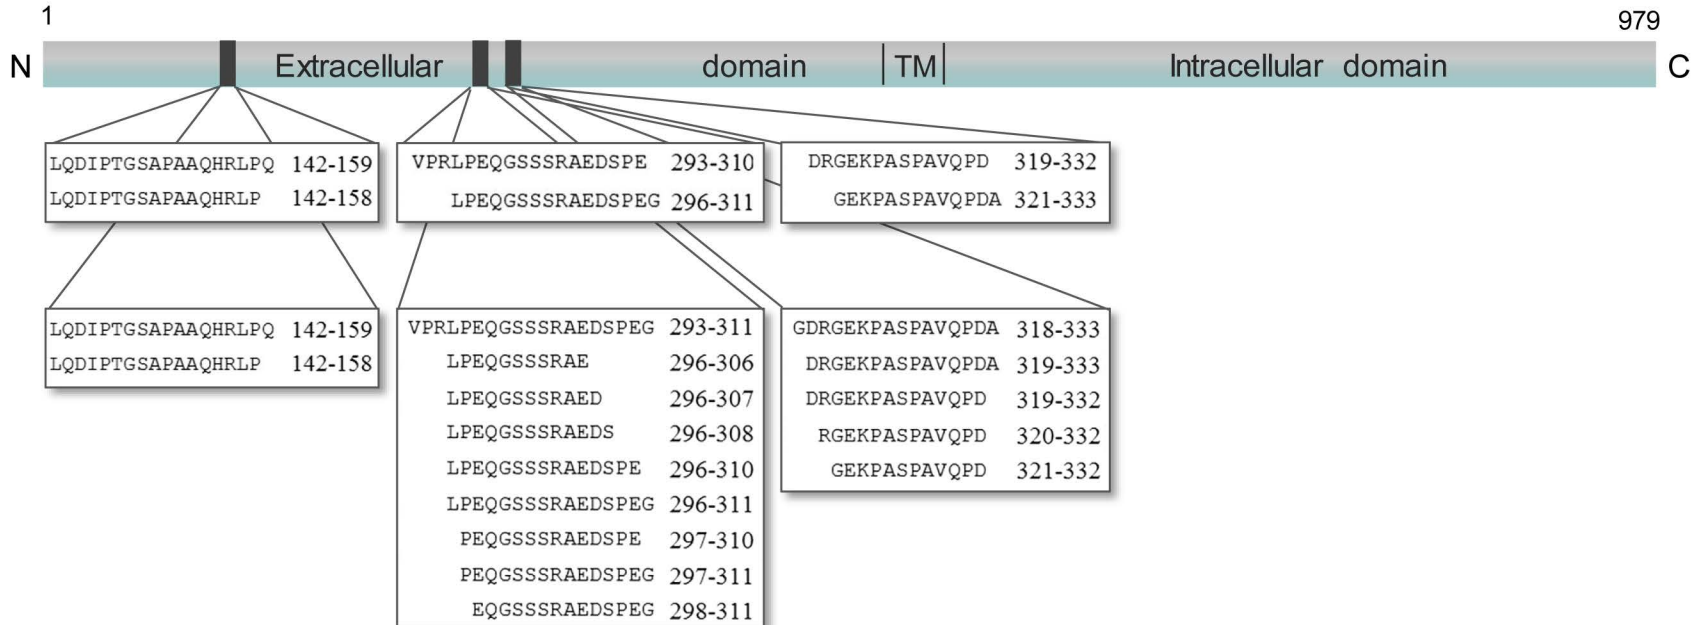 1
979
N Extracellular domain TM Intracellular domain C
LQDIPTGSAPAAQHRLPQ 142-159
LQDIPTGSAPAAQHRLP 142-158
VPRLPEQGSSSRAEDSPE 293-310
LPEQGSSSRAEDSPEG 296-311
DRGEKPASPAVQPD 319-332
GEKPASPAVQPDA 321-333
LQDIPTGSAPAAQHRLPQ 142-159
LQDIPTGSAPAAQHRLP 142-158
VPRLPEQGSSSRAEDSPEG 293-311
LPEQGSSSRAE 296-306
LPEQGSSSRAED 296-307
LPEQGSSSRAEDS 296-308
LPEQGSSSRAEDSPE 296-310
LPEQGSSSRAEDSPEG 296-311
PEQGSSSRAEDSPE 297-310
PEQGSSSRAEDSPEG 297-311
EQGSSSRAEDSPEG 298-311
GDRGEKPASPAVQPDA 318-333
DRGEKPASPAVQPDA 319-333
DRGEKPASPAVQPD 319-332
RGEKPASPAVQPD 320-332
GEKPASPAVQPD 321-332